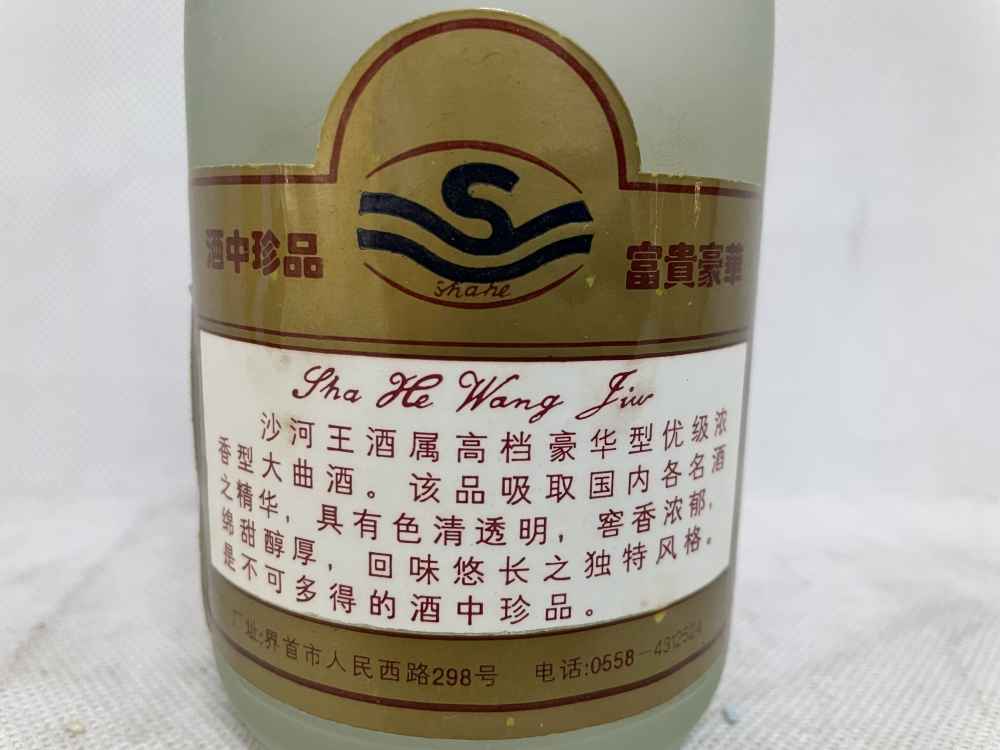 S
shahe
酒中珍品
富貴豪華
Sha He Wang Jiu
沙河王酒属高档豪华型优级浓
香型大曲酒。该品吸取国内各名酒
之精华，具有色清透明，窖香浓郁，
绵甜醇厚，回味悠长之独特风格。
是不可多得的酒中珍品。
厂址:界首市人民西路298号
电话:0558-4312524